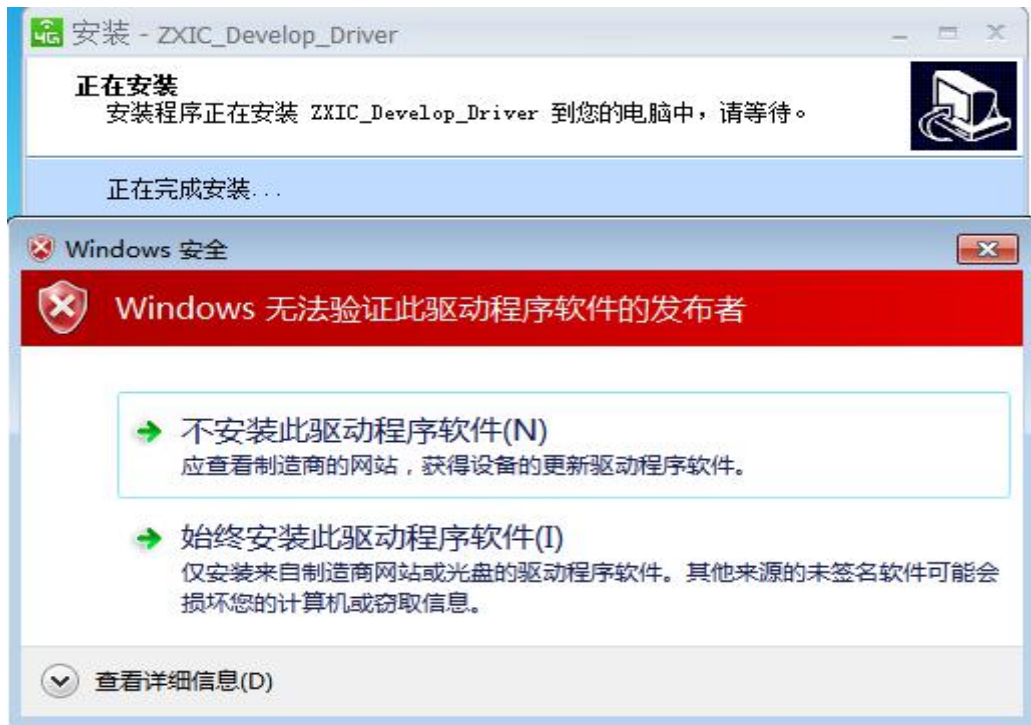 4G 安装 - ZXIC_Develop_Driver
正在安装
安装程序正在安装 ZXIC_Develop_Driver 到您的电脑中，请等待。
正在完成安装...
Windows 安全
Windows 无法验证此驱动程序软件的发布者
不安装此驱动程序软件(N)
应查看制造商的网站，获得设备的更新驱动程序软件。
始终安装此驱动程序软件(I)
仅安装来自制造商网站或光盘的驱动程序软件。其他来源的未签名软件可能会
损坏您的计算机或窃取信息。
查看详细信息(D)